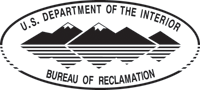 U.S. DEPARTMENT OF THE INTERIOR
BUREAU OF RECLAMATION